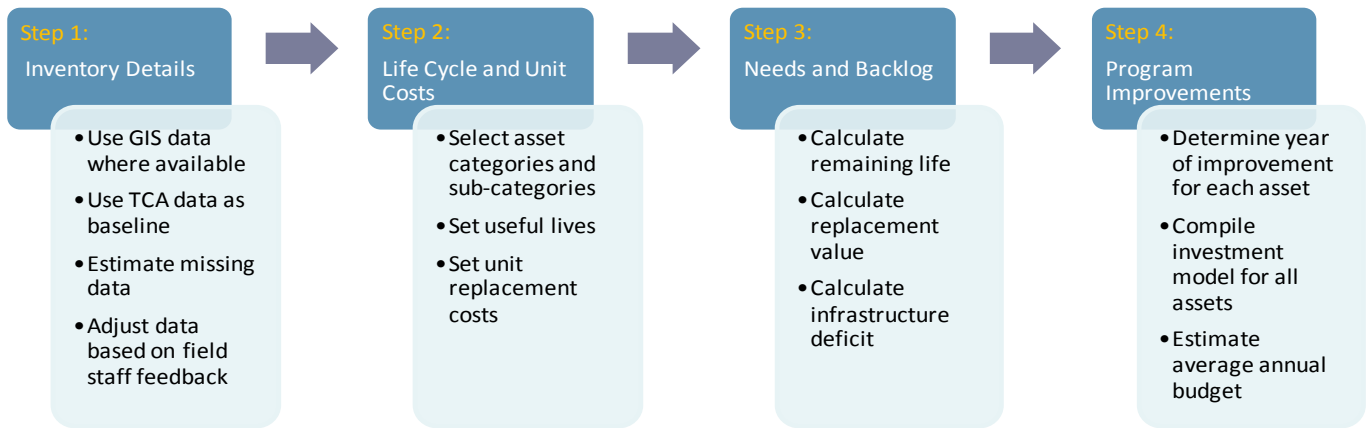 Step 1:
Inventory Details
•Use GIS data
where available
•Use TCA data as
baseline
•Estimate missing
data
•Adjust data
based on field
staff feedback
Step 2:
Life Cycle and Unit
Costs
•Select asset
categories and
sub-categories
•Set useful lives
•Set unit
replacement
costs
Step 3:
Needs and Backlog
•Calculate
remaining life
•Calculate
replacement
value
•Calculate
infrastructure
deficit
Step 4:
Program
Improvements
•Determine year
of improvement
for each asset
•Compile
investment
model for all
assets
•Estimate
average annual
budget